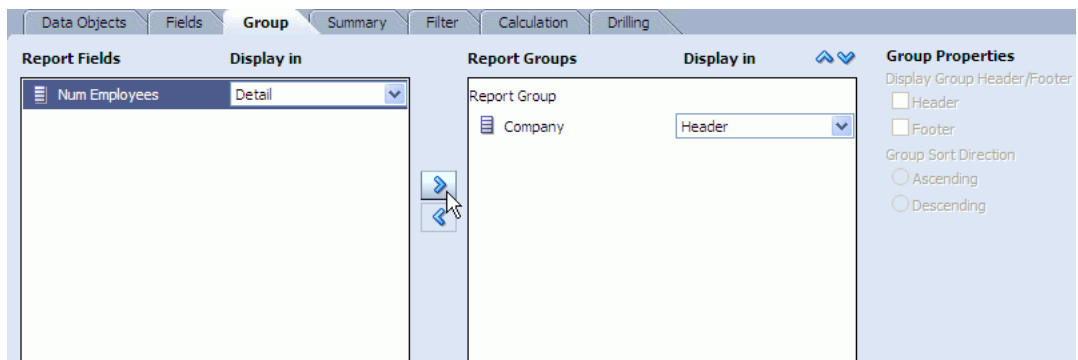 Data Objects Fields Group Summary Filter Calculation Drilling
Report Fields Display in Report Groups Display in Group Properties
Display Group Header/Footer
Num Employees Detail Report Group Header
Company Header Footer
Group Sort Direction
Ascending
Descending